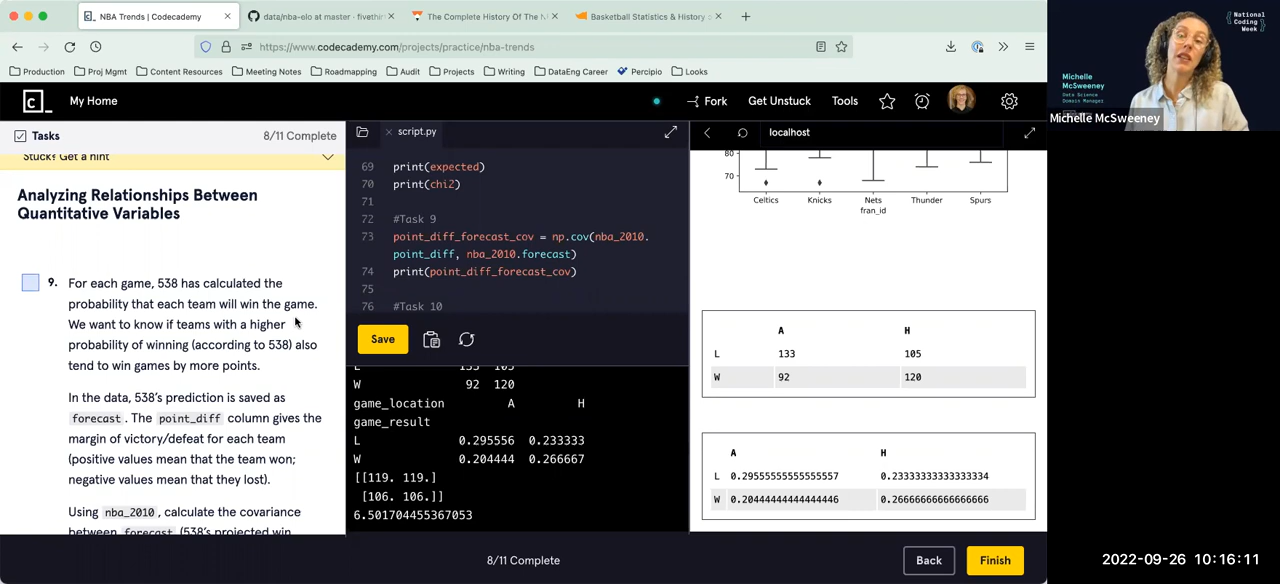 NBA Trends | Codecademy
data/nba-elo at master · fivethir
The Complete History Of The N
Basketball Statistics & History o
https://www.codecademy.com/projects/practice/nba-trends
Production
Proj Mgmt
Content Resources
Meeting Notes
Roadmapping
Audit
Projects
Writing
DataEng Career
Percipio
Looks
My Home
Fork
Get Unstuck
Tools
Tasks
8/11 Complete
Stuck? Get a hint
Analyzing Relationships Between
Quantitative Variables
9. For each game, 538 has calculated the
probability that each team will win the game.
We want to know if teams with a higher
probability of winning (according to 538) also
tend to win games by more points.
In the data, 538's prediction is saved as
forecast. The point_diff column gives the
margin of victory/defeat for each team
(positive values mean that the team won;
negative values mean that they lost).
Using nba_2010, calculate the covariance
between forecast (538's projected win
script.py
69 print(expected)
70 print(chi2)
71
72 #Task 9
73 point_diff_forecast_cov = np.cov(nba_2010.
point_diff, nba_2010.forecast)
74 print(point_diff_forecast_cov)
75
76 #Task 10
Save
L 133 105
W 92 120
game_location A H
game_result
L 0.295556 0.233333
W 0.204444 0.266667
[[119. 119.]
[106. 106.]]
6.501704455367053
localhost
80
70
Celtics Knicks Nets Thunder Spurs
fran_id
A H
L 133 105
W 92 120
A H
L 0.29555555555555557 0.23333333333333334
W 0.20444444444444446 0.26666666666666666
8/11 Complete
Back
Finish
National
Coding
Week
Michelle
McSweeney
Data Science
Domain Manager
Michelle McSweeney
2022-09-26 10:16:11